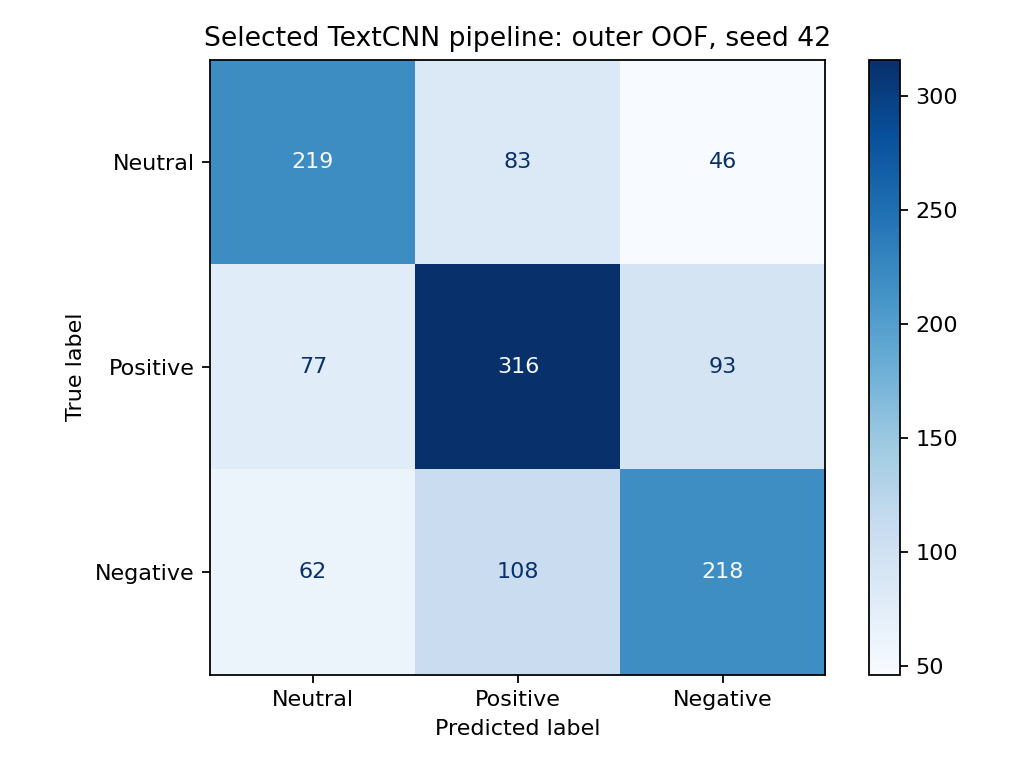 Selected TextCNN pipeline: outer OOF, seed 42
Neutral 219 83 46
Positive 77 316 93
Negative 62 108 218
Neutral Positive Negative
Predicted label
True label
300
250
200
150
100
50